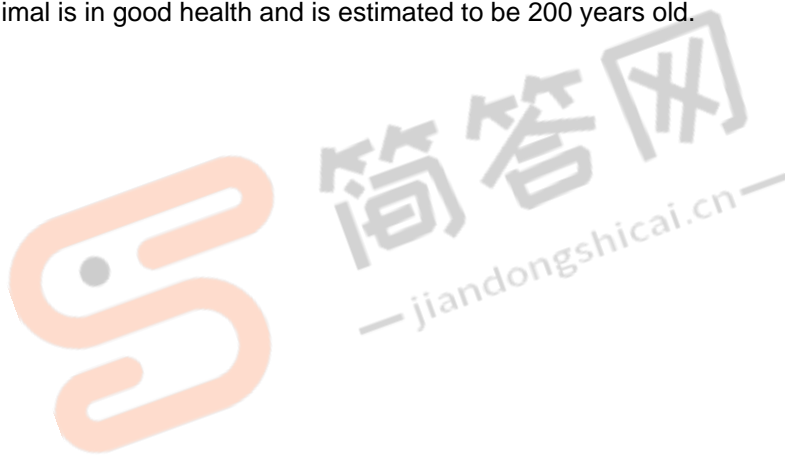 imal is in good health and is estimated to be 200 years old.
简答网
jiandongshicai.cn